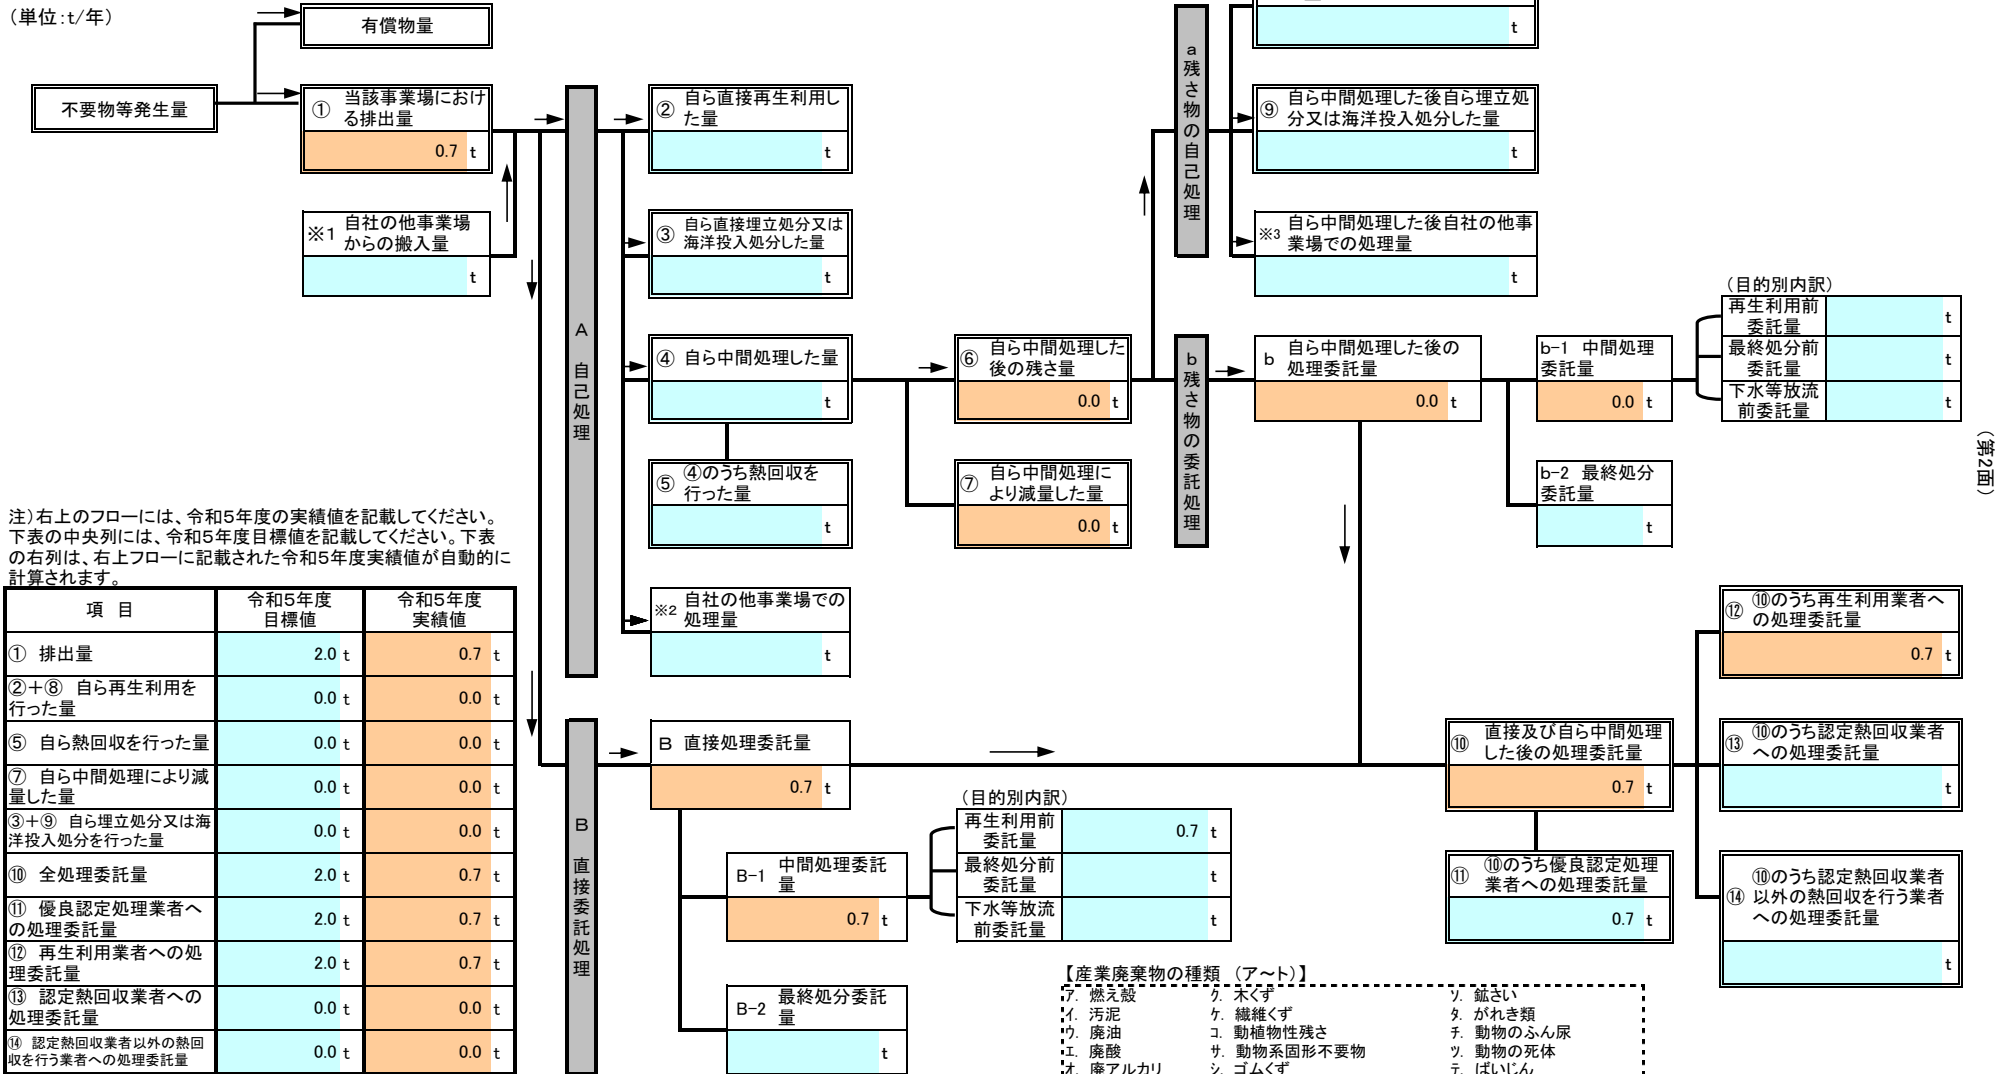 (単位:t/年)
有償物量
不要物等発生量
① 当該事業場におけ
る排出量
0.7 t
※1 自社の他事業場
からの搬入量
t
A 自己処理
② 自ら直接再生利用し
た量
t
③ 自ら直接埋立処分又は
海洋投入処分した量
t
④ 自ら中間処理した量
t
⑤ ④のうち熱回収を
行った量
t
※2 自社の他事業場での
処理量
t
⑥ 自ら中間処理した
後の残さ量
0.0 t
⑦ 自ら中間処理に
より減量した量
0.0 t
a 残さ物の自己処理
t
⑨ 自ら中間処理した後自ら埋立処
分又は海洋投入処分した量
t
※3 自ら中間処理した後自社の他事
業場での処理量
t
b 残さ物の委託処理
b 自ら中間処理した後の
処理委託量
0.0 t
b-1 中間処理
委託量
0.0 t
b-2 最終処分
委託量
t
(目的別内訳)
再生利用前
委託量
t
最終処分前
委託量
t
下水等放流
前委託量
t
(第2面)
注)右上のフローには、令和5年度の実績値を記載してください。
下表の中央列には、令和5年度目標値を記載してください。下表
の右列は、右上フローに記載された令和5年度実績値が自動的に
計算されます。
項 目 令和5年度
目標値 令和5年度
実績値
① 排出量 2.0 t 0.7 t
②+⑧ 自ら再生利用を
行った量 0.0 t 0.0 t
⑤ 自ら熱回収を行った量 0.0 t 0.0 t
⑦ 自ら中間処理により減
量した量 0.0 t 0.0 t
③+⑨ 自ら埋立処分又は海
洋投入処分を行った量 0.0 t 0.0 t
⑩ 全処理委託量 2.0 t 0.7 t
⑪ 優良認定処理業者へ
の処理委託量 2.0 t 0.7 t
⑫ 再生利用業者への処
理委託量 2.0 t 0.7 t
⑬ 認定熱回収業者への
処理委託量 0.0 t 0.0 t
⑭ 認定熱回収業者以外の熱回
収を行う業者への処理委託量 0.0 t 0.0 t
B 直接委託処理
B 直接処理委託量
0.7 t
B-1 中間処理委託
量
0.7 t
B-2 最終処分委託
量
t
(目的別内訳)
再生利用前
委託量
0.7 t
最終処分前
委託量
t
下水等放流
前委託量
t
⑩ 直接及び自ら中間処理
した後の処理委託量
0.7 t
⑪ ⑩のうち優良認定処理
業者への処理委託量
0.7 t
⑫ ⑩のうち再生利用業者へ
の処理委託量
0.7 t
⑬ ⑩のうち認定熱回収業者
への処理委託量
t
⑭ ⑩のうち認定熱回収業者
以外の熱回収を行う業者
への処理委託量
t
【産業廃棄物の種類 (ア~ト)】
ア. 燃え殻 ク. 木くず ソ. 鉱さい
イ. 汚泥 ケ. 繊維くず タ. がれき類
ウ. 廃油 コ. 動植物性残さ チ. 動物のふん尿
エ. 廃酸 サ. 動物系固形不要物 ツ. 動物の死体
オ. 廃アルカリ シ. ゴムくず テ. ばいじん